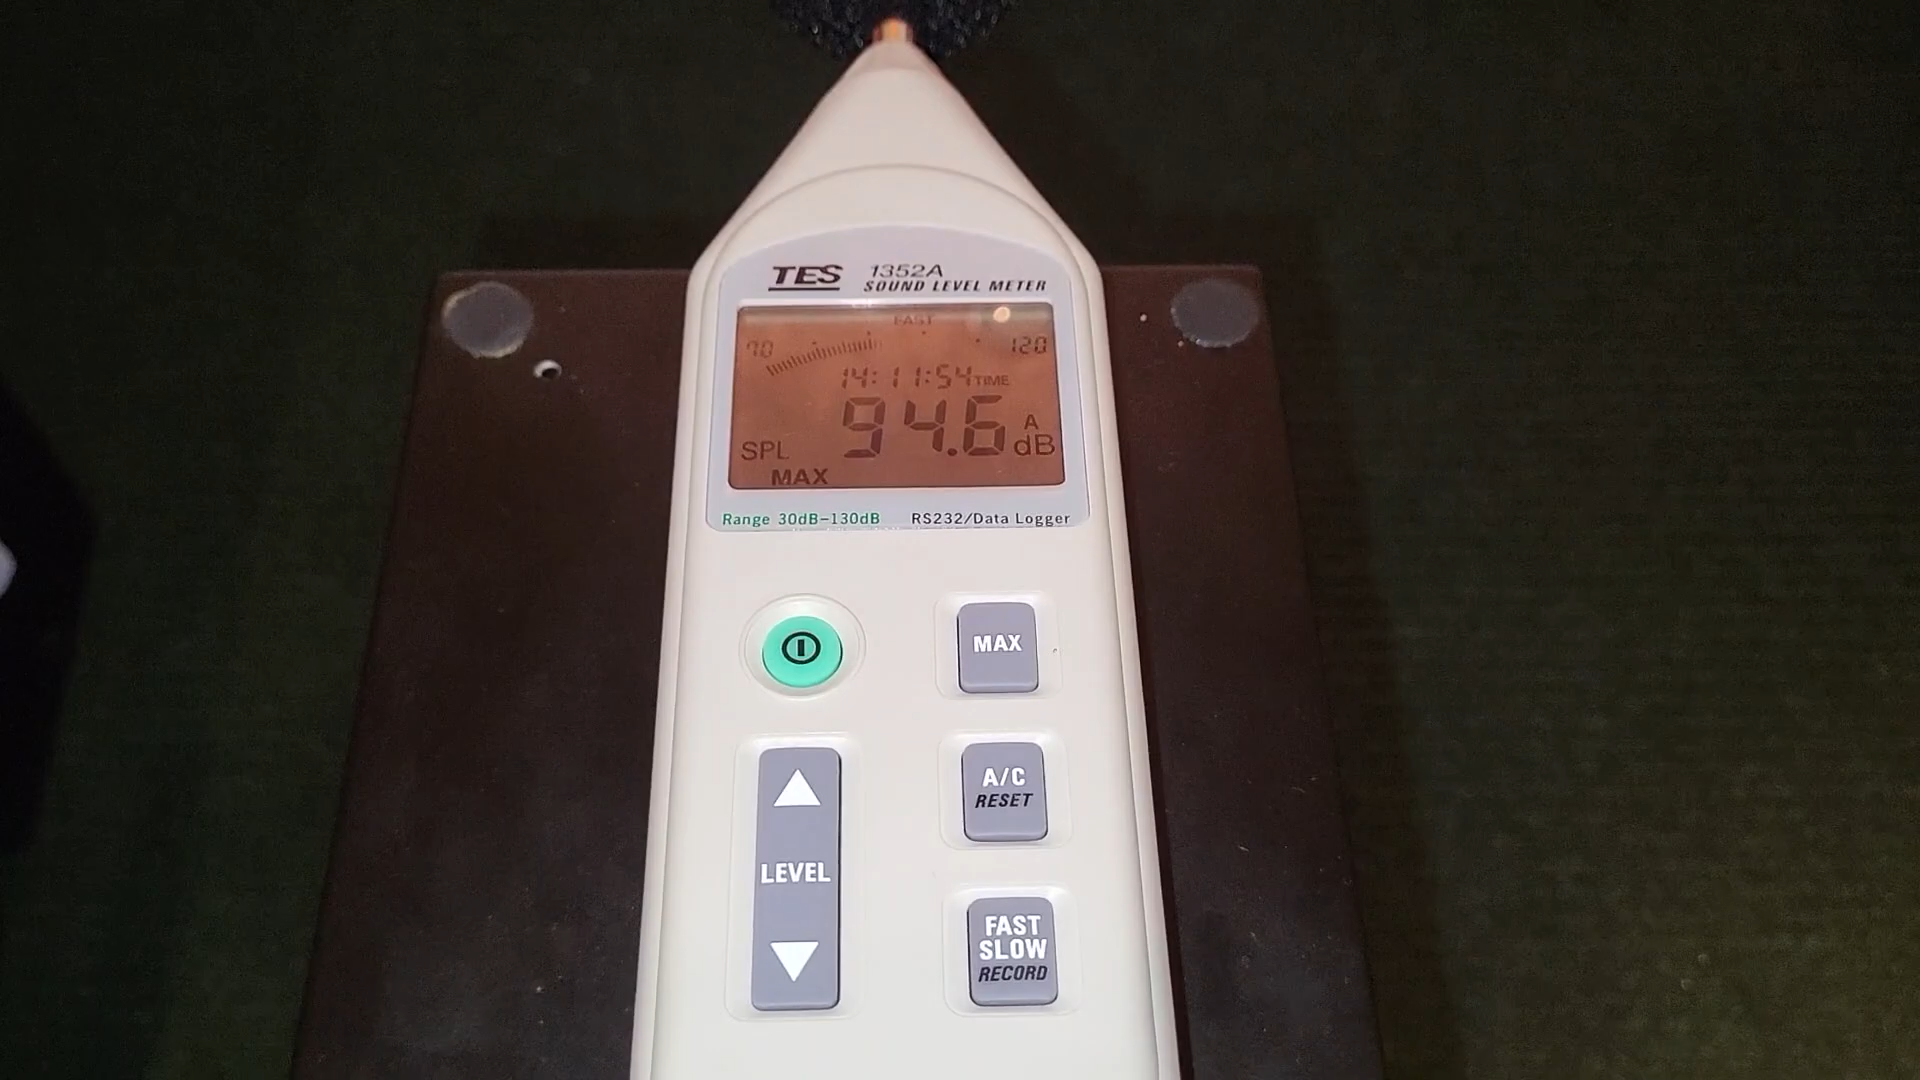 TES 1352A
SOUND LEVEL METER
FAST
70 120
14:11:54 TIME
94.6 A
SPL dB
MAX
Range 30dB-130dB RS232/Data Logger
MAX
A/C
RESET
LEVEL
FAST
SLOW
RECORD